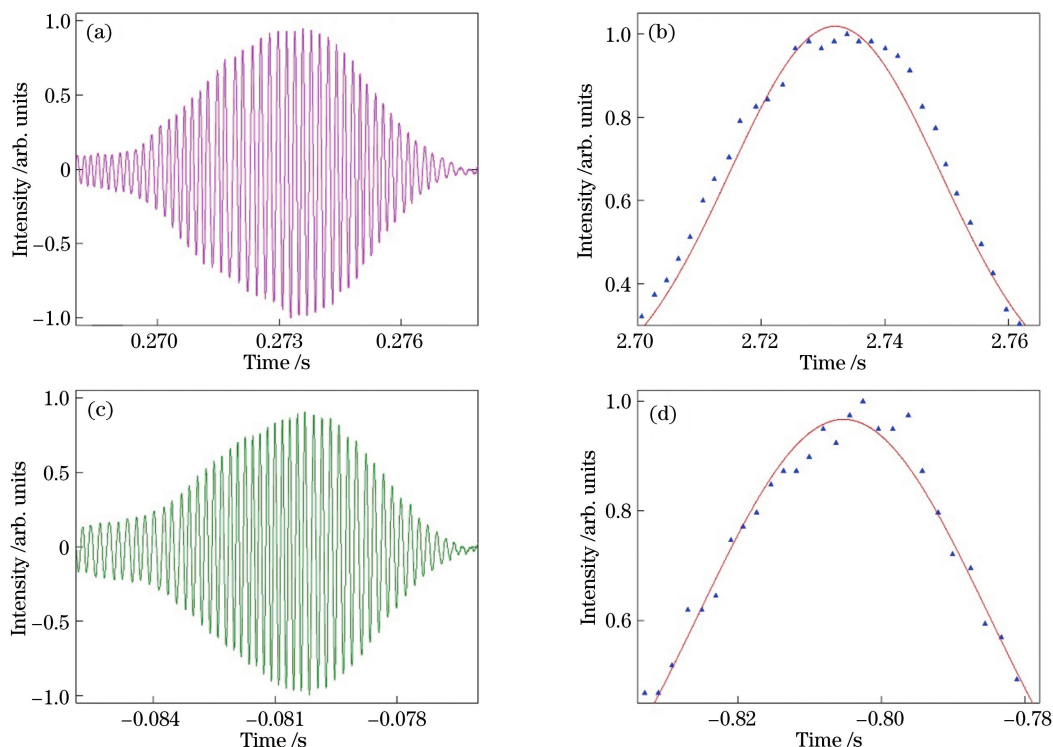 (a)
1.0
0.5
0
−0.5
−1.0
Intensity /arb. units
0.270 0.273 0.276
Time /s
(b)
1.0
0.8
0.6
0.4
Intensity /arb. units
2.70 2.72 2.74 2.76
Time /s
(c)
1.0
0.5
0
−0.5
−1.0
Intensity /arb. units
−0.084 −0.081 −0.078
Time /s
(d)
1.0
0.8
0.6
Intensity /arb. units
−0.82 −0.80 −0.78
Time /s